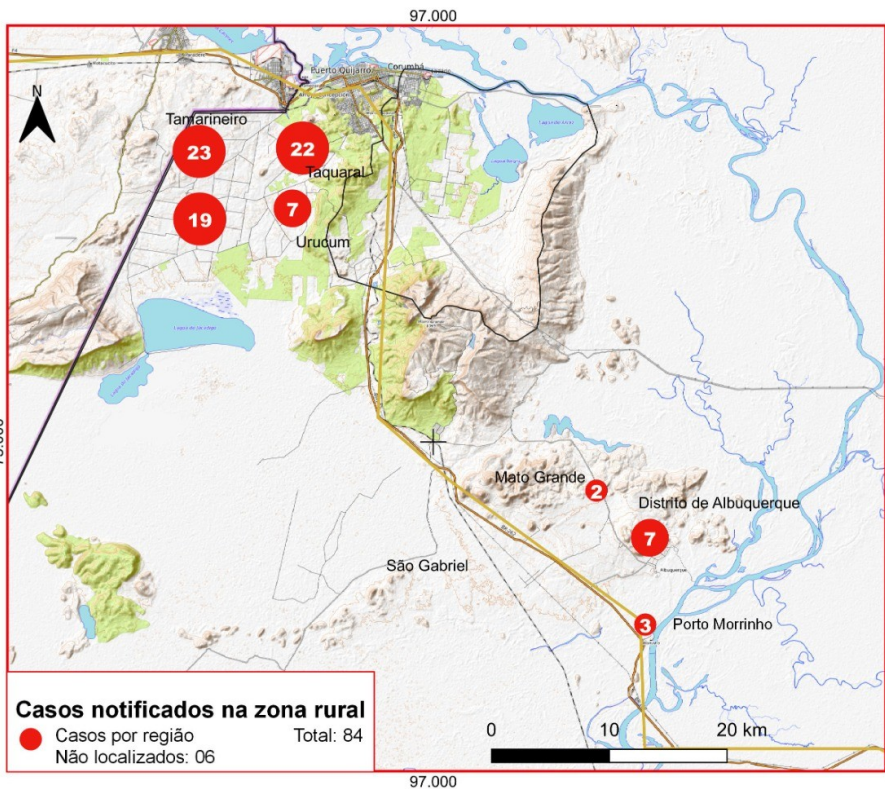 97.000
N
Puerto Quijarro
Corumbá
Tamarineiro
23
22
Taquaral
19
7
Urucum
Mato Grande
2
Distrito de Albuquerque
7
Albuquerque
São Gabriel
3
Porto Morrinho
Casos notificados na zona rural
Casos por região
Total: 84
Não localizados: 06
0
10
20 km
97.000